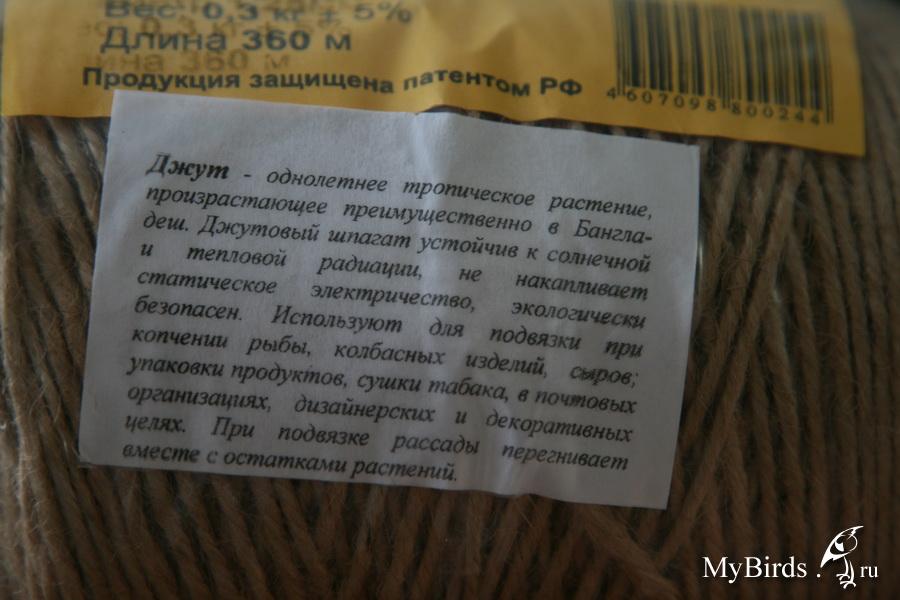 Вес: 0,3 кг ± 5%
Длина 360 м
Продукция защищена патентом РФ
4 607098 800244
Джут - однолетнее тропическое растение,
произрастающее преимущественно в Бангла-
деш. Джутовый шпагат устойчив к солнечной
и тепловой радиации, не накапливает
статическое электричество, экологически
безопасен. Используют для подвязки при
копчении рыбы, колбасных изделий, сыров;
упаковки продуктов, сушки табака, в почтовых
организациях, дизайнерских и декоративных
целях. При подвязке рассады перегнивает
вместе с остатками растений.
MyBirds.ru